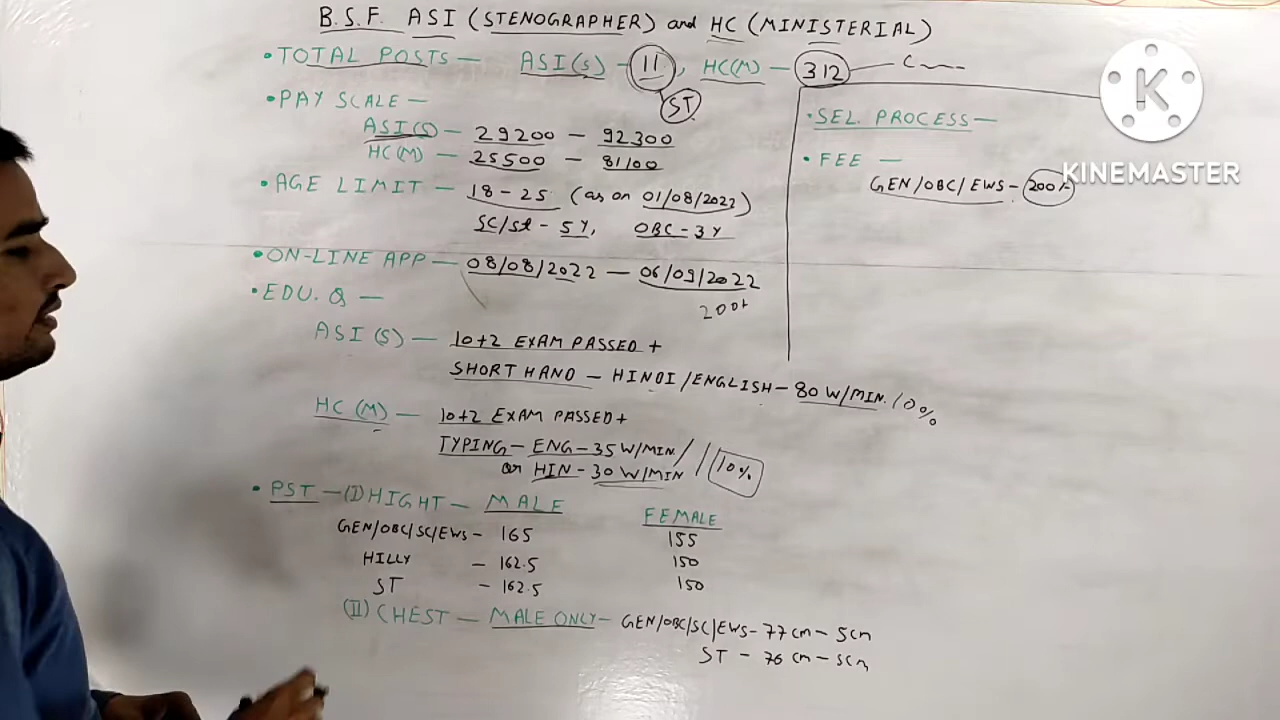 B.S.F. ASI (STENOGRAPHER) and HC (MINISTERIAL)
• TOTAL POSTS — ASI(S) - 11, HC(M) - 312
ST
• PAY SCALE —
ASI(S) - 29200 - 92300
HC(M) - 25500 - 81100
• AGE LIMIT - 18-25 (as on 01/08/2022)
SC/St - 5Y, OBC - 3Y
• ON-LINE APP — 08/08/2022 — 06/09/2022
200/-
• EDU. Q —
ASI(S) — 10+2 EXAM PASSED +
SHORT HAND - HINDI/ENGLISH - 80 W/MIN. 10%
HC(M) — 10+2 EXAM PASSED +
TYPING - ENG - 35 W/MIN. /
or HIN - 30 W/MIN 10%
• PST - (I) HIGHT - MALE FEMALE
GEN/OBC/SC/EWS - 165 155
HILLY - 162.5 150
ST - 162.5 150
(II) CHEST - MALE ONLY - GEN/OBC/SC/EWS - 77 cm - 5cm
ST - 76 cm - 5cm
• SEL. PROCESS —
• FEE —
GEN/OBC/EWS - 200/-
K
KINEMASTER